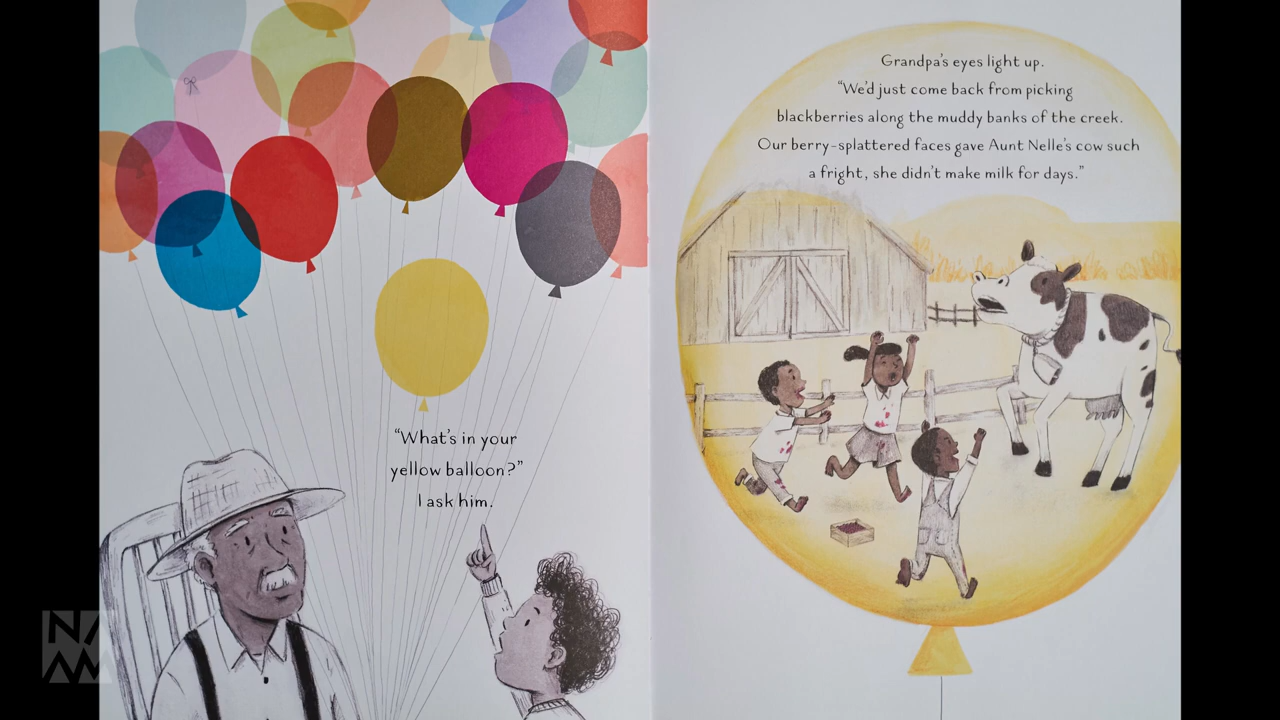 “What’s in your
yellow balloon?”
I ask him.
Grandpa’s eyes light up.
“We’d just come back from picking
blackberries along the muddy banks of the creek.
Our berry-splattered faces gave Aunt Nelle’s cow such
a fright, she didn’t make milk for days.”